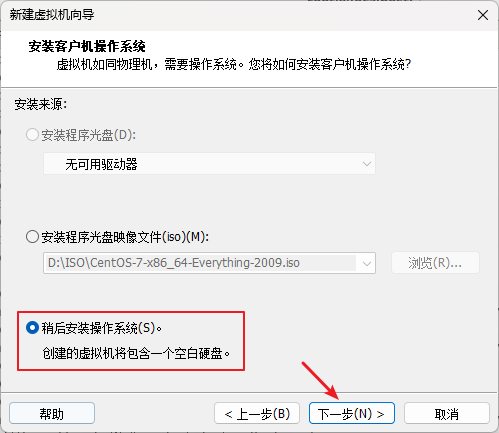 新建虚拟机向导
安装客户机操作系统
虚拟机如同物理机，需要操作系统。您将如何安装客户机操作系统?
安装来源:
安装程序光盘(D):
无可用驱动器
安装程序光盘映像文件(iso)(M):
D:\ISO\CentOS-7-x86_64-Everything-2009.iso
浏览(R)...
稍后安装操作系统(S)。
创建的虚拟机将包含一个空白硬盘。
帮助
< 上一步(B)
下一步(N) >
取消